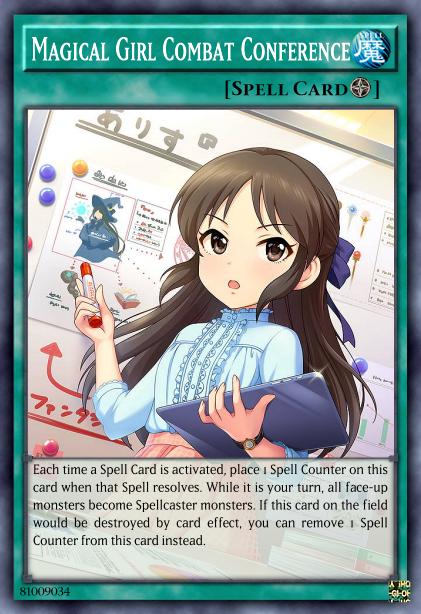 MAGICAL GIRL COMBAT CONFERENCE
SPELL
魔
[SPELL CARD]
ありす
ファンタジ
Each time a Spell Card is activated, place 1 Spell Counter on this
card when that Spell resolves. While it is your turn, all face-up
monsters become Spellcaster monsters. If this card on the field
would be destroyed by card effect, you can remove 1 Spell
Counter from this card instead.
81009034